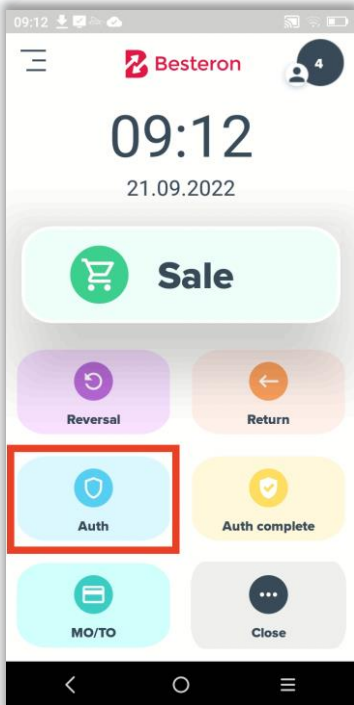 09:12
Besteron
4
09:12
21.09.2022
Sale
Reversal
Return
Auth
Auth complete
MO/TO
Close